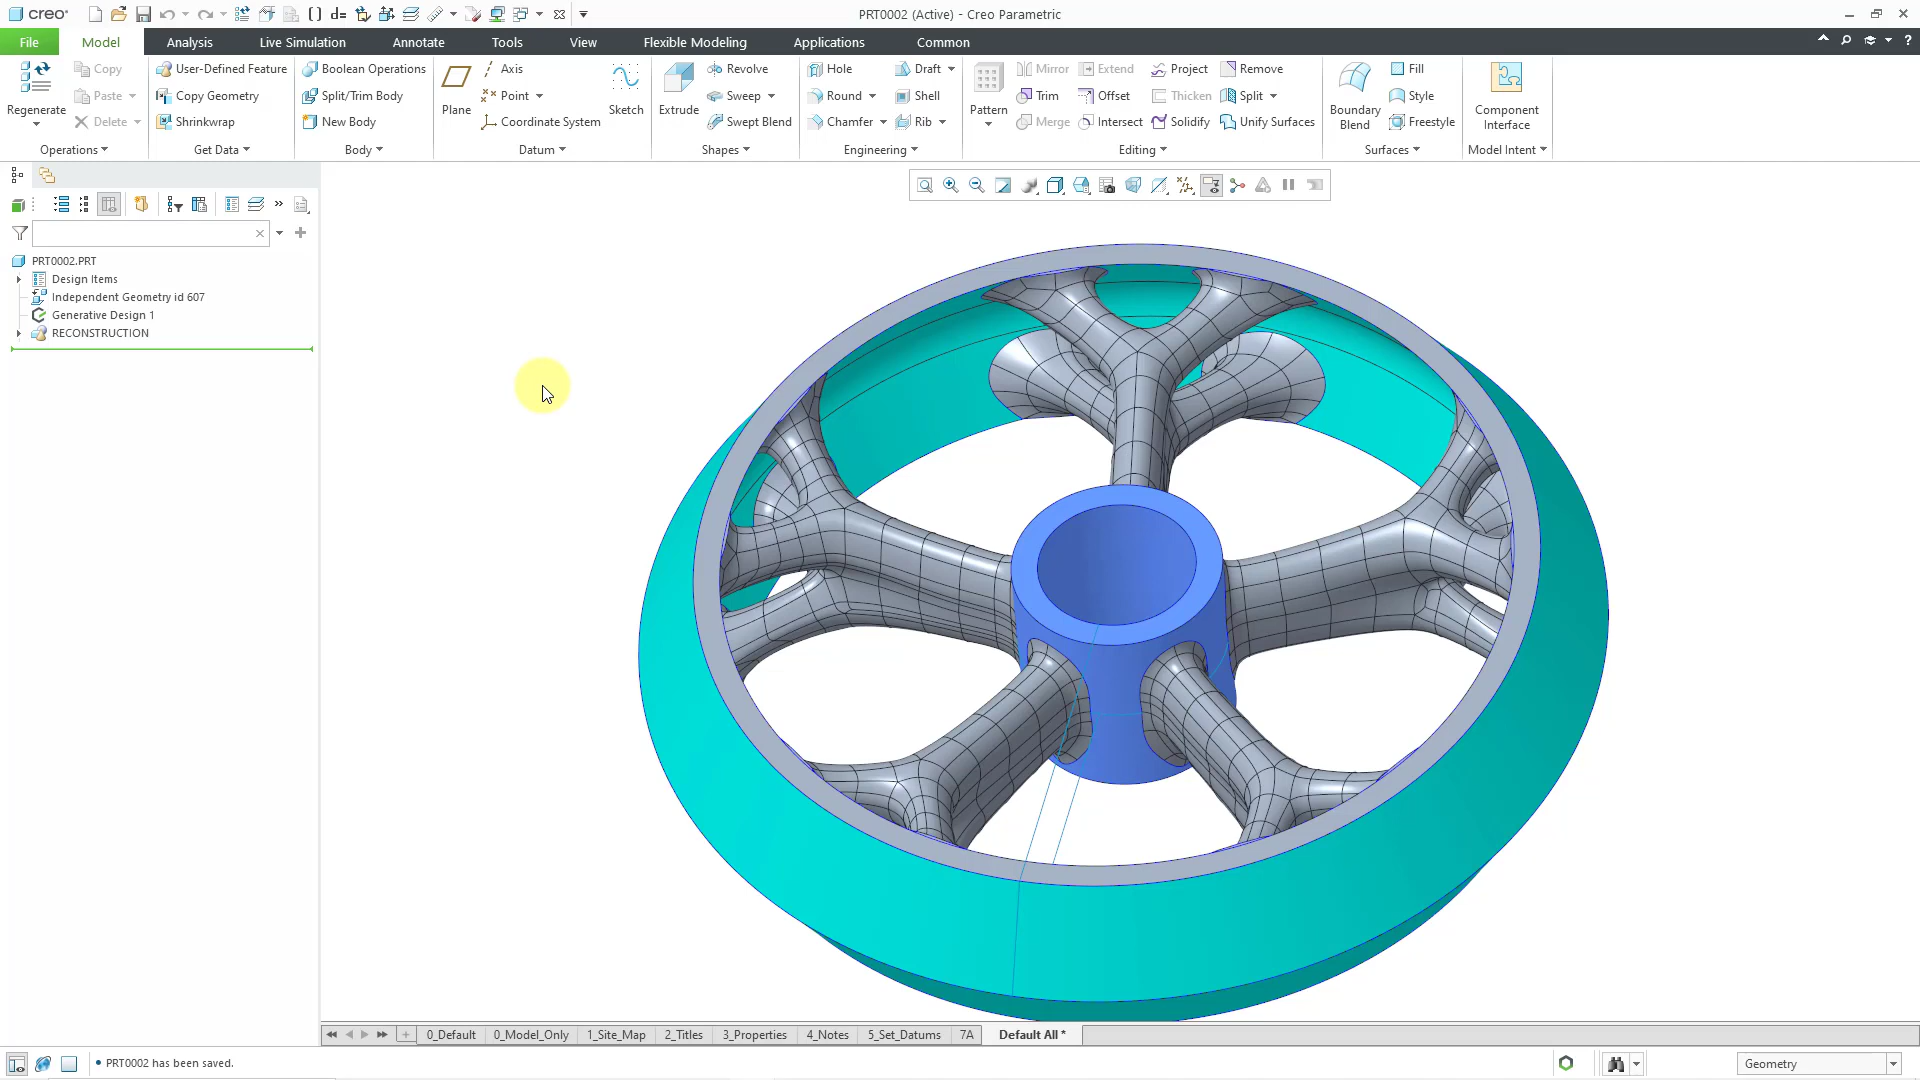 creo
PRT0002 (Active) - Creo Parametric
File Model Analysis Live Simulation Annotate Tools View Flexible Modeling Applications Common
Regenerate
Copy
Paste
Delete
Operations
User-Defined Feature
Copy Geometry
Shrinkwrap
Get Data
Boolean Operations
Split/Trim Body
New Body
Body
Plane
Axis
Point
Coordinate System
Sketch
Datum
Extrude
Revolve
Sweep
Swept Blend
Shapes
Hole
Round
Chamfer
Draft
Shell
Rib
Engineering
Pattern
Mirror
Trim
Merge
Extend
Offset
Intersect
Project
Thicken
Solidify
Remove
Split
Unify Surfaces
Editing
Boundary
Blend
Fill
Style
Freestyle
Surfaces
Component
Interface
Model Intent
PRT0002.PRT
Design Items
Independent Geometry id 607
Generative Design 1
RECONSTRUCTION
0_Default 0_Model_Only 1_Site_Map 2_Titles 3_Properties 4_Notes 5_Set_Datums 7A Default All *
• PRT0002 has been saved.
Geometry